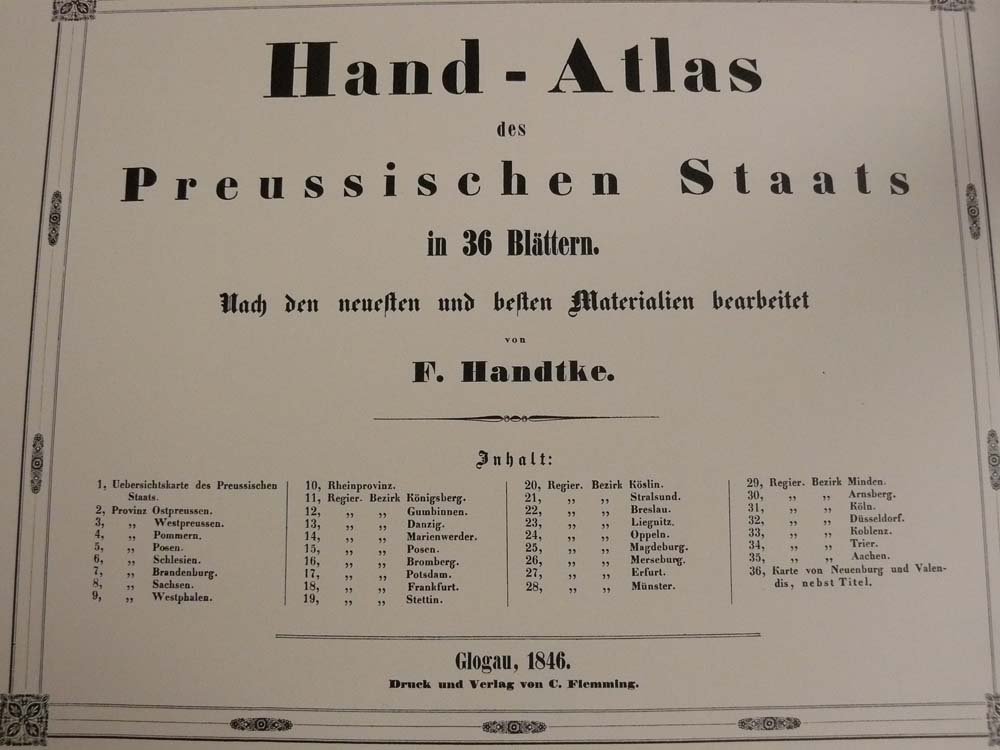 Hand-Atlas
des
Preussischen Staats
in 36 Blättern.
Nach den neuesten und besten Materialien bearbeitet
von
F. Handtke.
Inhalt:
1, Uebersichtskarte des Preussischen
Staats.
2, Provinz Ostpreussen.
3, „ Westpreussen.
4, „ Pommern.
5, „ Posen.
6, „ Schlesien.
7, „ Brandenburg.
8, „ Sachsen.
9, „ Westphalen.
10, Rheinprovinz.
11, Regier. Bezirk Königsberg.
12, „ „ Gumbinnen.
13, „ „ Danzig.
14, „ „ Marienwerder.
15, „ „ Posen.
16, „ „ Bromberg.
17, „ „ Potsdam.
18, „ „ Frankfurt.
19, „ „ Stettin.
20, Regier. Bezirk Köslin.
21, „ „ Stralsund.
22, „ „ Breslau.
23, „ „ Liegnitz.
24, „ „ Oppeln.
25, „ „ Magdeburg.
26, „ „ Merseburg.
27, „ „ Erfurt.
28, „ „ Münster.
29, Regier. Bezirk Minden.
30, „ „ Arnsberg.
31, „ „ Köln.
32, „ „ Düsseldorf.
33, „ „ Koblenz.
34, „ „ Trier.
35, „ „ Aachen.
36, Karte von Neuenburg und Valen-
dis, nebst Titel.
Glogau, 1846.
Druck und Verlag von C. Flemming.